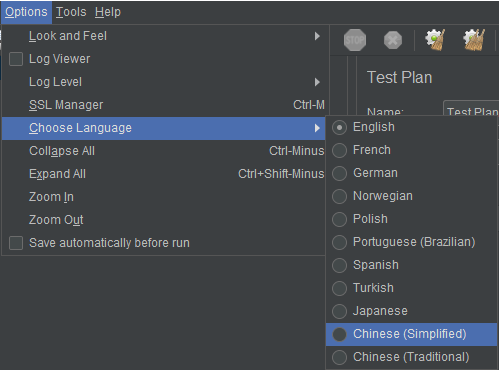 Options Tools Help
Look and Feel
Log Viewer
Log Level
SSL Manager Ctrl-M
Choose Language
Collapse All Ctrl-Minus
Expand All Ctrl+Shift-Minus
Zoom In
Zoom Out
Save automatically before run
STOP
Test Plan
Name: Test Plan
English
French
German
Norwegian
Polish
Portuguese (Brazilian)
Spanish
Turkish
Japanese
Chinese (Simplified)
Chinese (Traditional)